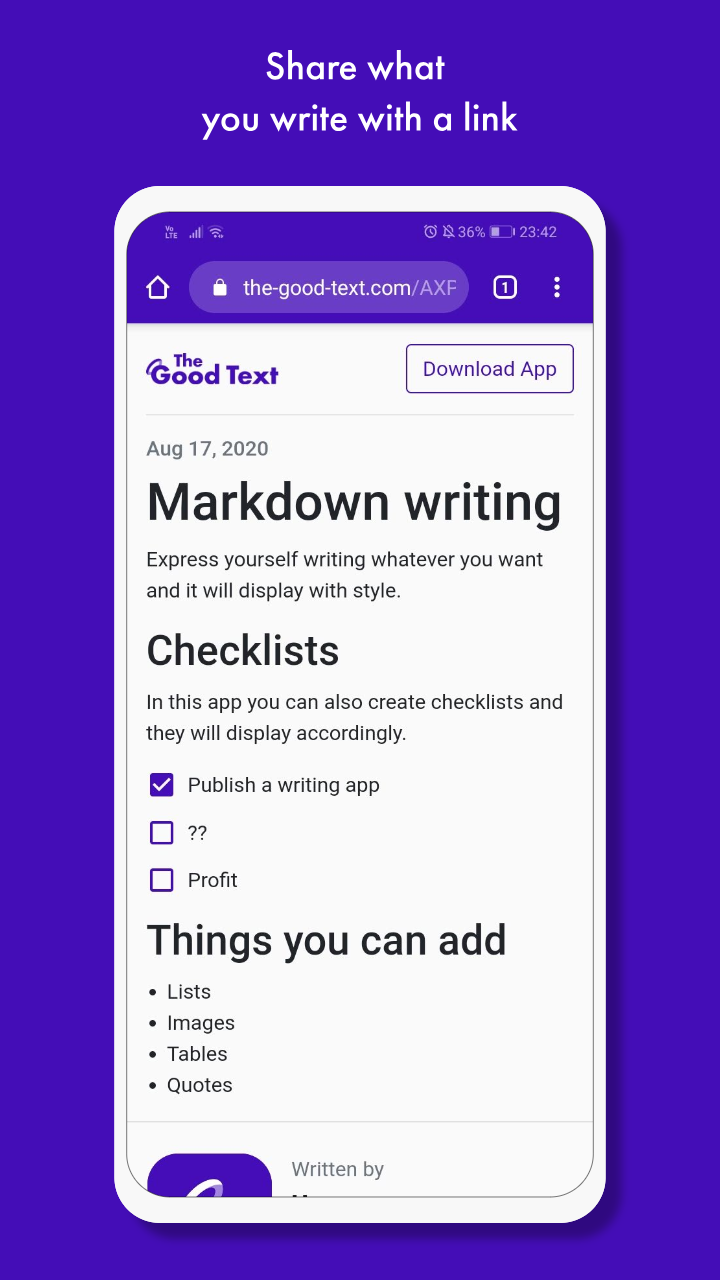 Share what
you write with a link
Vo LTE 36% 23:42
the-good-text.com/AXF 1
The Good Text Download App
Aug 17, 2020
Markdown writing
Express yourself writing whatever you want
and it will display with style.
Checklists
In this app you can also create checklists and
they will display accordingly.
Publish a writing app
??
Profit
Things you can add
• Lists
• Images
• Tables
• Quotes
Written by